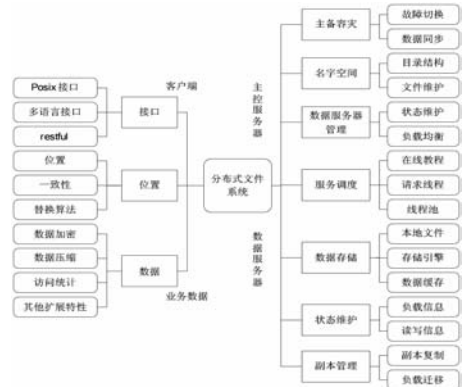 Posix 接口
多语言接口
restful
位置
一致性
替换算法
数据加密
数据压缩
访问统计
其他扩展特性
客户端
接口
位置
数据
业务数据
分布式文件
系统
主控服务器
数据服务器
主备容灾
名字空间
数据服务器
管理
服务调度
数据存储
状态维护
副本管理
故障切换
数据同步
目录结构
文件维护
状态维护
负载均衡
在线教程
请求线程
线程池
本地文件
存储引擎
数据缓存
负载信息
读写信息
副本复制
负载迁移